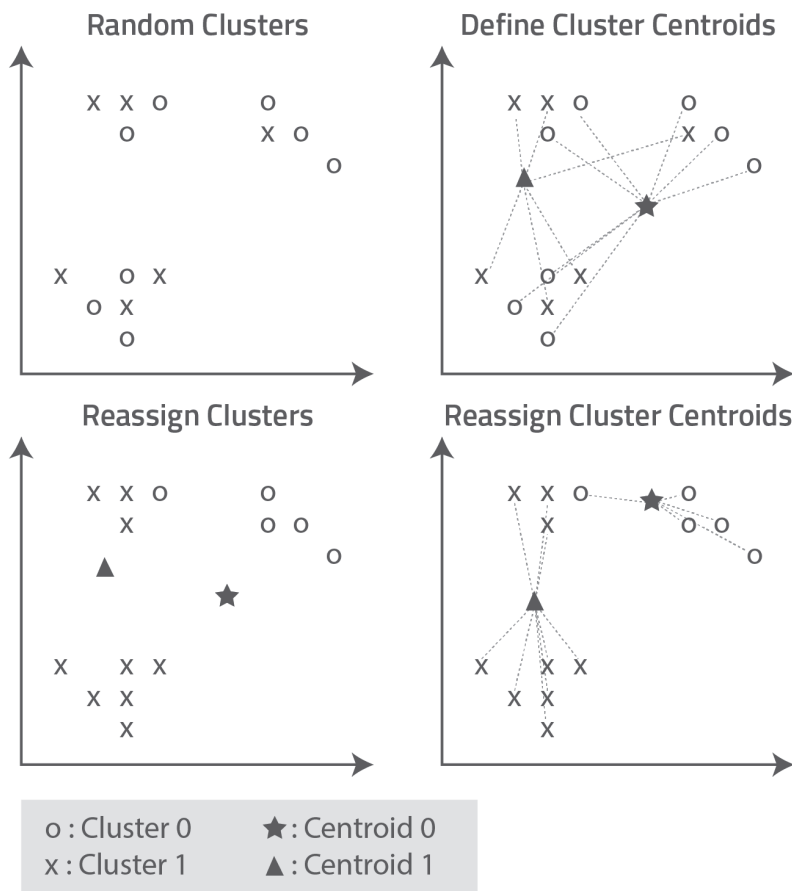 Random Clusters
Define Cluster Centroids
x x o o
o x o
o
x o x
o x
o
x x o o
o x o
o
x o x
o x
o
Reassign Clusters
Reassign Cluster Centroids
x x o o
x o o
o
x x x
x x
x
x x o o
x o o
o
x x x
x x
x
o : Cluster 0
★ : Centroid 0
x : Cluster 1
▲ : Centroid 1